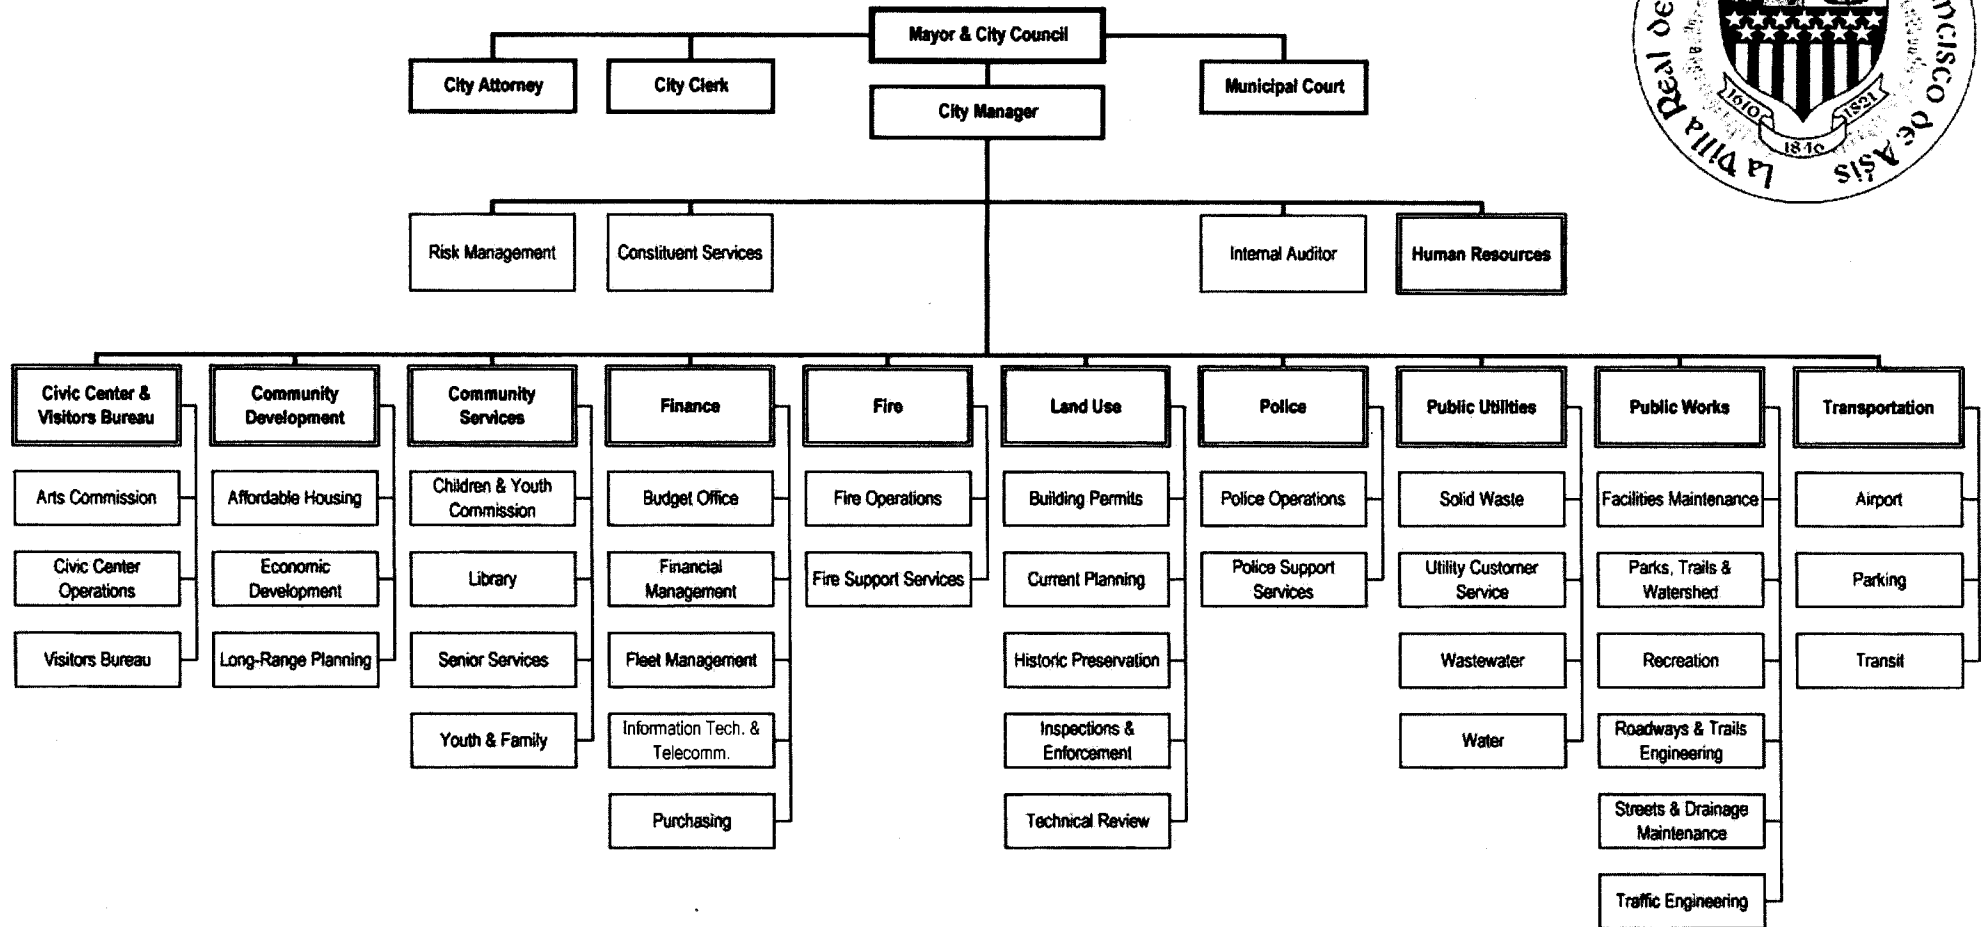 Mayor & City Council
City Attorney
City Clerk
City Manager
Municipal Court
La Villa Real de
ncisco de Asis
1610
1821
1846
Risk Management
Constituent Services
Internal Auditor
Human Resources
Civic Center &
Visitors Bureau
Arts Commission
Civic Center
Operations
Visitors Bureau
Community
Development
Affordable Housing
Economic
Development
Long-Range Planning
Community
Services
Children & Youth
Commission
Library
Senior Services
Youth & Family
Finance
Budget Office
Financial
Management
Fleet Management
Information Tech. &
Telecomm.
Purchasing
Fire
Fire Operations
Fire Support Services
Land Use
Building Permits
Current Planning
Historic Preservation
Inspections &
Enforcement
Technical Review
Police
Police Operations
Police Support
Services
Public Utilities
Solid Waste
Utility Customer
Service
Wastewater
Water
Public Works
Facilities Maintenance
Parks, Trails &
Watershed
Recreation
Roadways & Trails
Engineering
Streets & Drainage
Maintenance
Traffic Engineering
Transportation
Airport
Parking
Transit